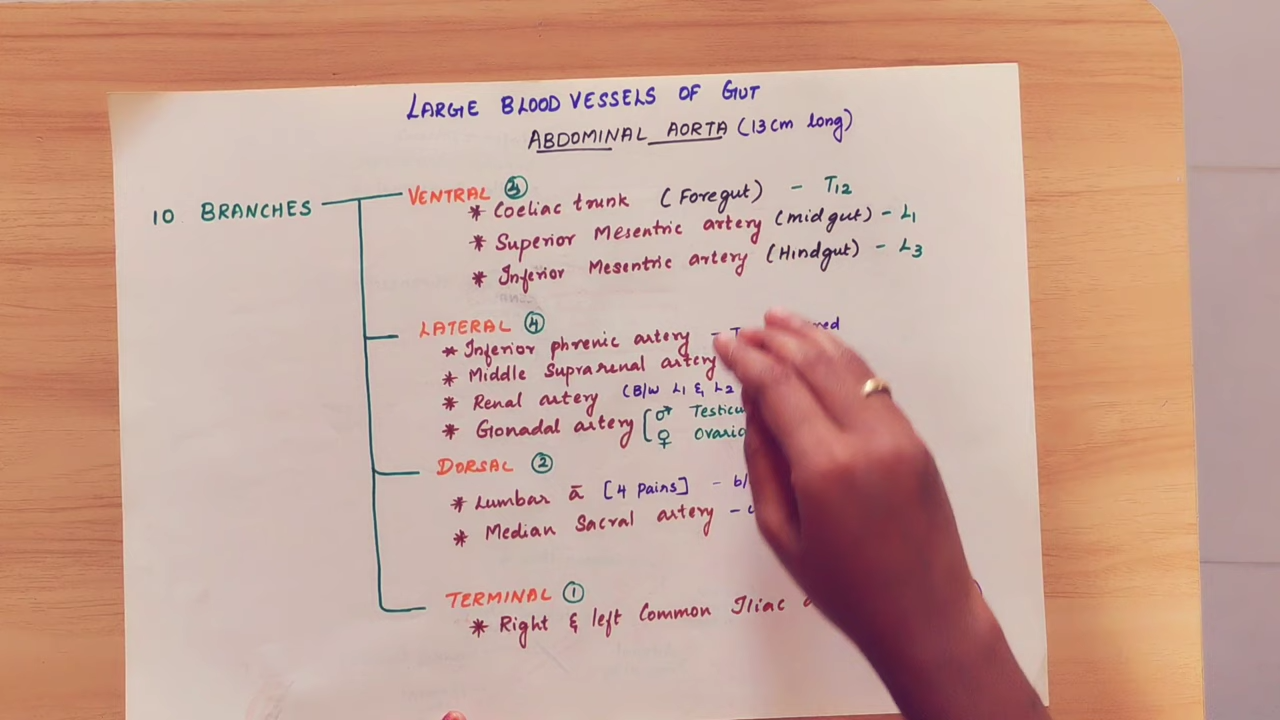 LARGE BLOOD VESSELS OF GUT
ABDOMINAL AORTA (13cm long)
10 BRANCHES
VENTRAL 3
* Coeliac trunk (Foregut) - T12
* Superior Mesentric artery (midgut) - L1
* Inferior Mesentric artery (Hindgut) - L3
LATERAL 4
* Inferior phrenic artery -
* Middle Suprarenal artery
* Renal artery (B/W L1 & L2
* Gonadal artery [ ♂
♀
DORSAL 2
* Lumbar ā [4 Pairs] -
* Median Sacral artery -
TERMINAL 1
* Right & left Common Iliac